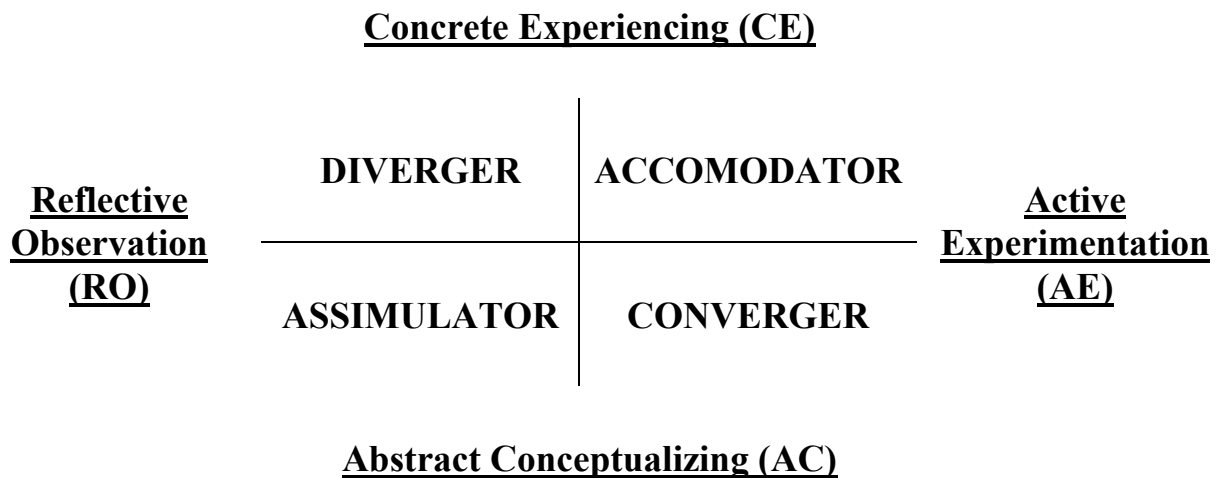 Concrete Experiencing (CE)
DIVERGER
ACCOMODATOR
Reflective
Observation
(RO)
Active
Experimentation
(AE)
ASSIMULATOR
CONVERGER
Abstract Conceptualizing (AC)